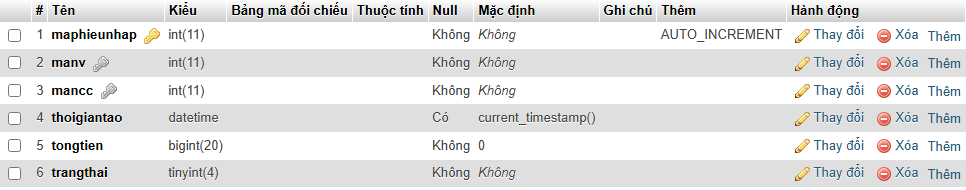 # Tên Kiểu Bảng mã đối chiếu Thuộc tính Null Mặc định Ghi chú Thêm Hành động
1 maphieunhap int(11) Không Không AUTO_INCREMENT Thay đổi Xóa Thêm
2 manv int(11) Không Không Thay đổi Xóa Thêm
3 mancc int(11) Không Không Thay đổi Xóa Thêm
4 thoigiantao datetime Có current_timestamp() Thay đổi Xóa Thêm
5 tongtien bigint(20) Không 0 Thay đổi Xóa Thêm
6 trangthai tinyint(4) Không Không Thay đổi Xóa Thêm